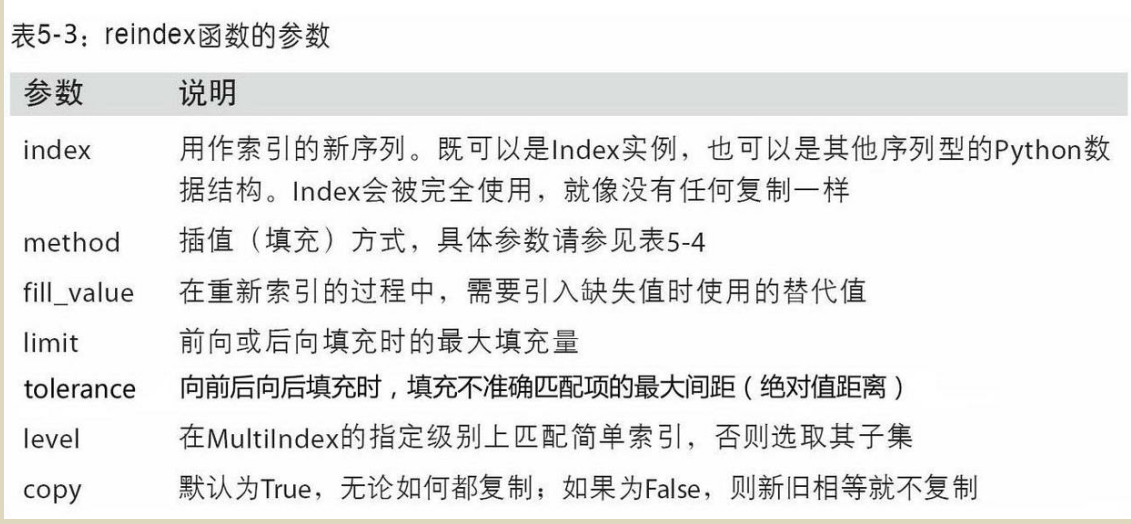 表5-3：reindex函数的参数
参数 说明
index 用作索引的新序列。既可以是Index实例，也可以是其他序列型的Python数
据结构。Index会被完全使用，就像没有任何复制一样
method 插值（填充）方式，具体参数请参见表5-4
fill_value 在重新索引的过程中，需要引入缺失值时使用的替代值
limit 前向或后向填充时的最大填充量
tolerance 向前后向后填充时，填充不准确匹配项的最大间距（绝对值距离）
level 在MultiIndex的指定级别上匹配简单索引，否则选取其子集
copy 默认为True，无论如何都复制；如果为False，则新旧相等就不复制